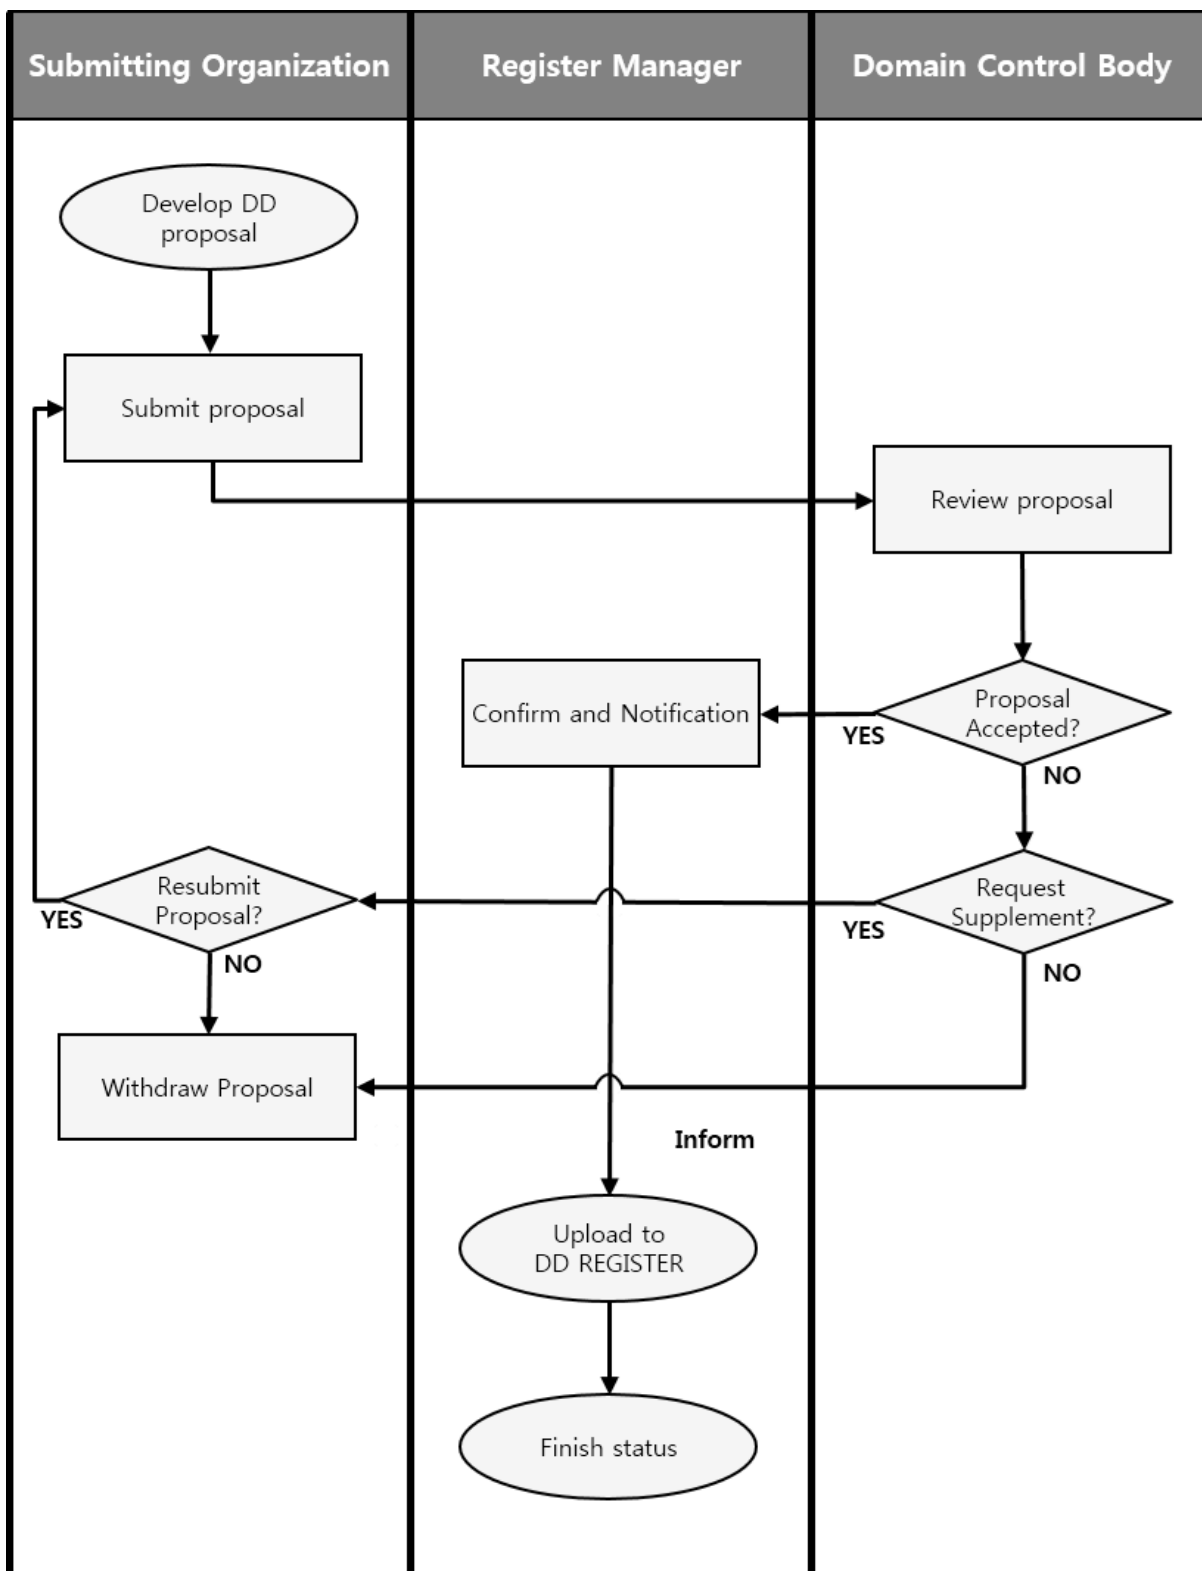 Submitting Organization
Register Manager
Domain Control Body
Develop DD
proposal
Submit proposal
Review proposal
Proposal
Accepted?
YES
NO
Confirm and Notification
Request
Supplement?
YES
NO
Resubmit
Proposal?
YES
NO
Withdraw Proposal
Inform
Upload to
DD REGISTER
Finish status